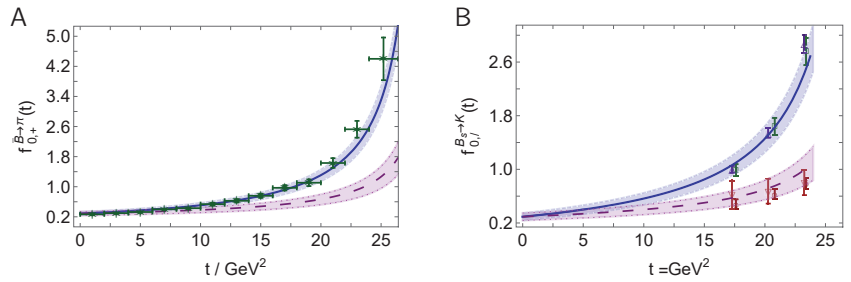 A
B
5.0
4.2
3.4
2.6
1.8
1.0
0.2
f^{B̄→π}_{0,+}(t)
0 5 10 15 20 25
t / GeV²
2.6
1.8
1.0
0.2
f^{B_s→K}_{0,/}(t)
0 5 10 15 20 25
t =GeV²